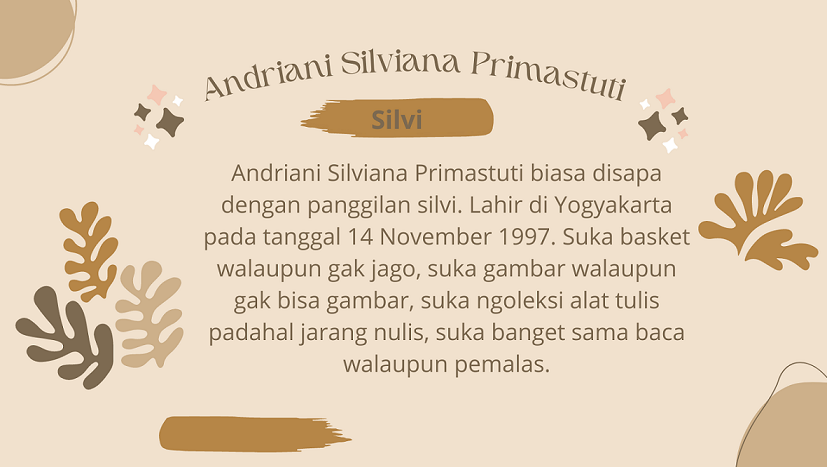 Andriani Silviana Primastuti
Silvi
Andriani Silviana Primastuti biasa disapa
dengan panggilan silvi. Lahir di Yogyakarta
pada tanggal 14 November 1997. Suka basket
walaupun gak jago, suka gambar walaupun
gak bisa gambar, suka ngoleksi alat tulis
padahal jarang nulis, suka banget sama baca
walaupun pemalas.